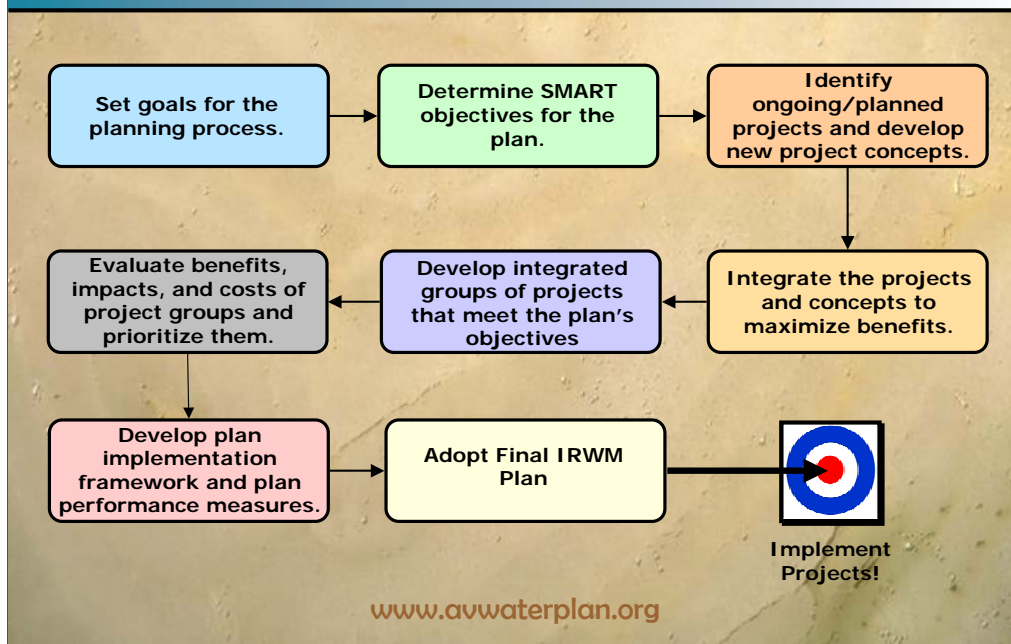 Set goals for the
planning process.
Determine SMART
objectives for the
plan.
Identify
ongoing/planned
projects and develop
new project concepts.
Integrate the projects
and concepts to
maximize benefits.
Develop integrated
groups of projects
that meet the plan's
objectives
Evaluate benefits,
impacts, and costs of
project groups and
prioritize them.
Develop plan
implementation
framework and plan
performance measures.
Adopt Final IRWM
Plan
Implement
Projects!
www.avwaterplan.org